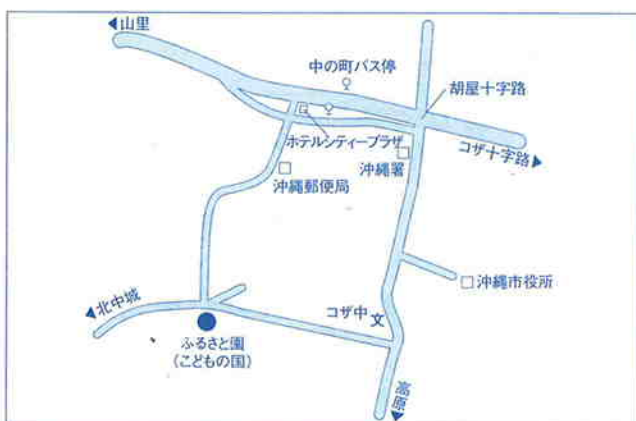 山里
中の町バス停
胡屋十字路
ホテルシティープラザ
コザ十字路
沖縄署
沖縄郵便局
沖縄市役所
北中城
コザ中
文
ふるさと園
(こどもの国)
高原